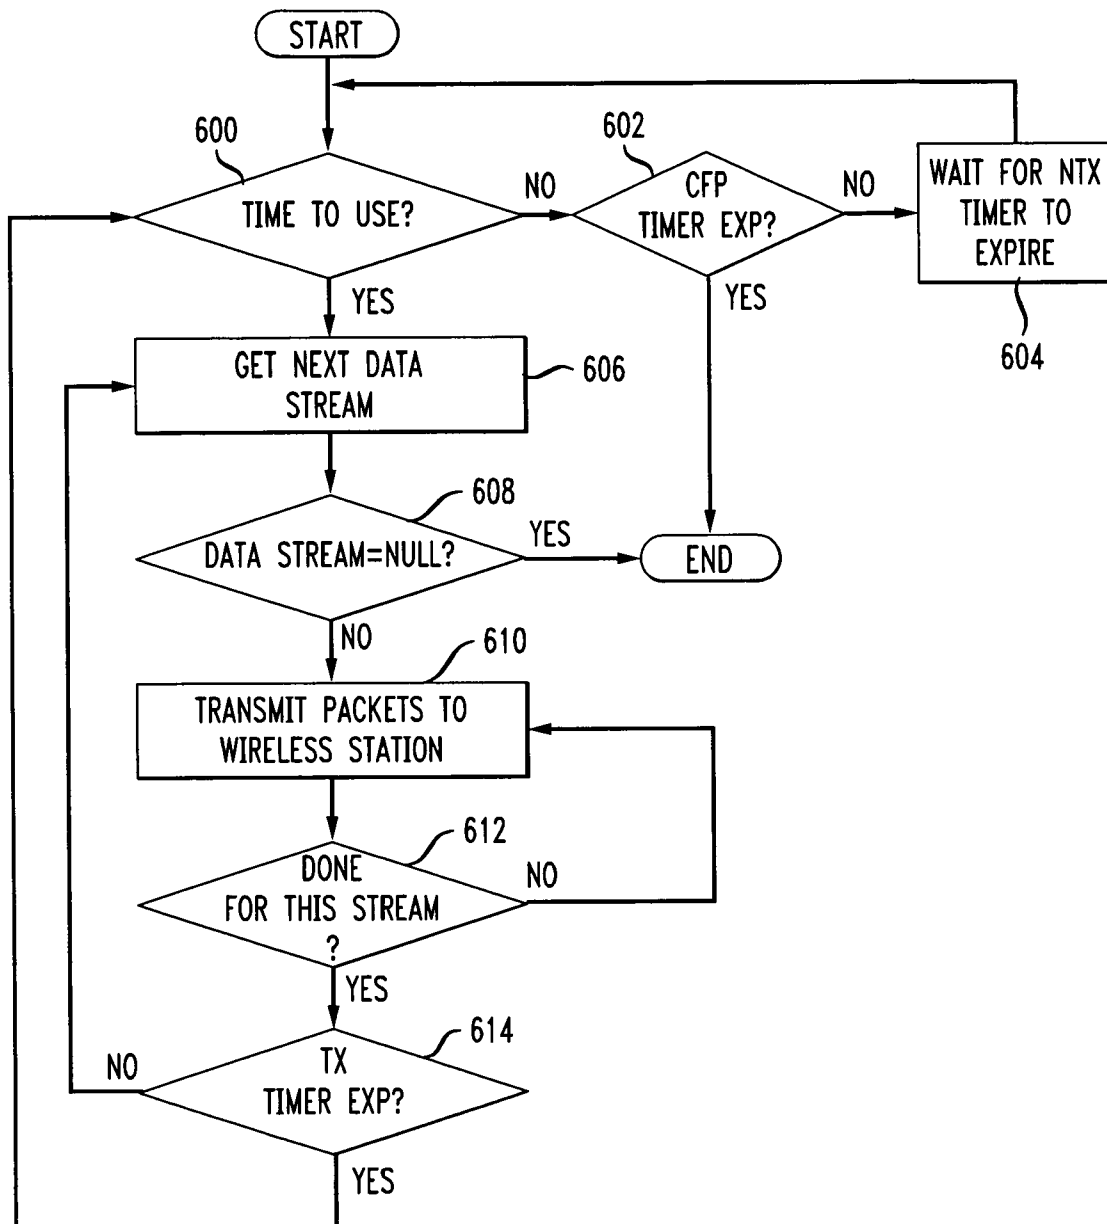 START
600
TIME TO USE?
NO
602
CFP
TIMER EXP?
NO
WAIT FOR NTX
TIMER TO
EXPIRE
604
YES
YES
GET NEXT DATA
STREAM
606
608
DATA STREAM=NULL?
YES
END
NO
610
TRANSMIT PACKETS TO
WIRELESS STATION
612
DONE
FOR THIS STREAM
?
NO
YES
614
TX
TIMER EXP?
NO
YES